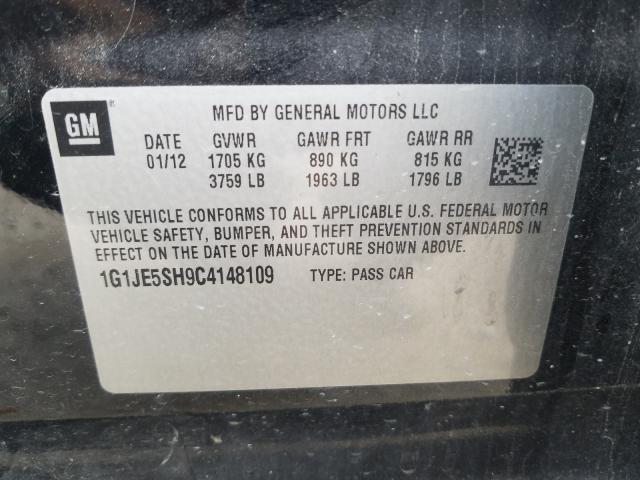 GM
MFD BY GENERAL MOTORS LLC
DATE GVWR GAWR FRT GAWR RR
01/12 1705 KG 890 KG 815 KG
3759 LB 1963 LB 1796 LB
THIS VEHICLE CONFORMS TO ALL APPLICABLE U.S. FEDERAL MOTOR
VEHICLE SAFETY, BUMPER, AND THEFT PREVENTION STANDARDS IN
EFFECT ON THE DATE OF MANUFACTURE SHOWN ABOVE.
1G1JE5SH9C4148109 TYPE: PASS CAR